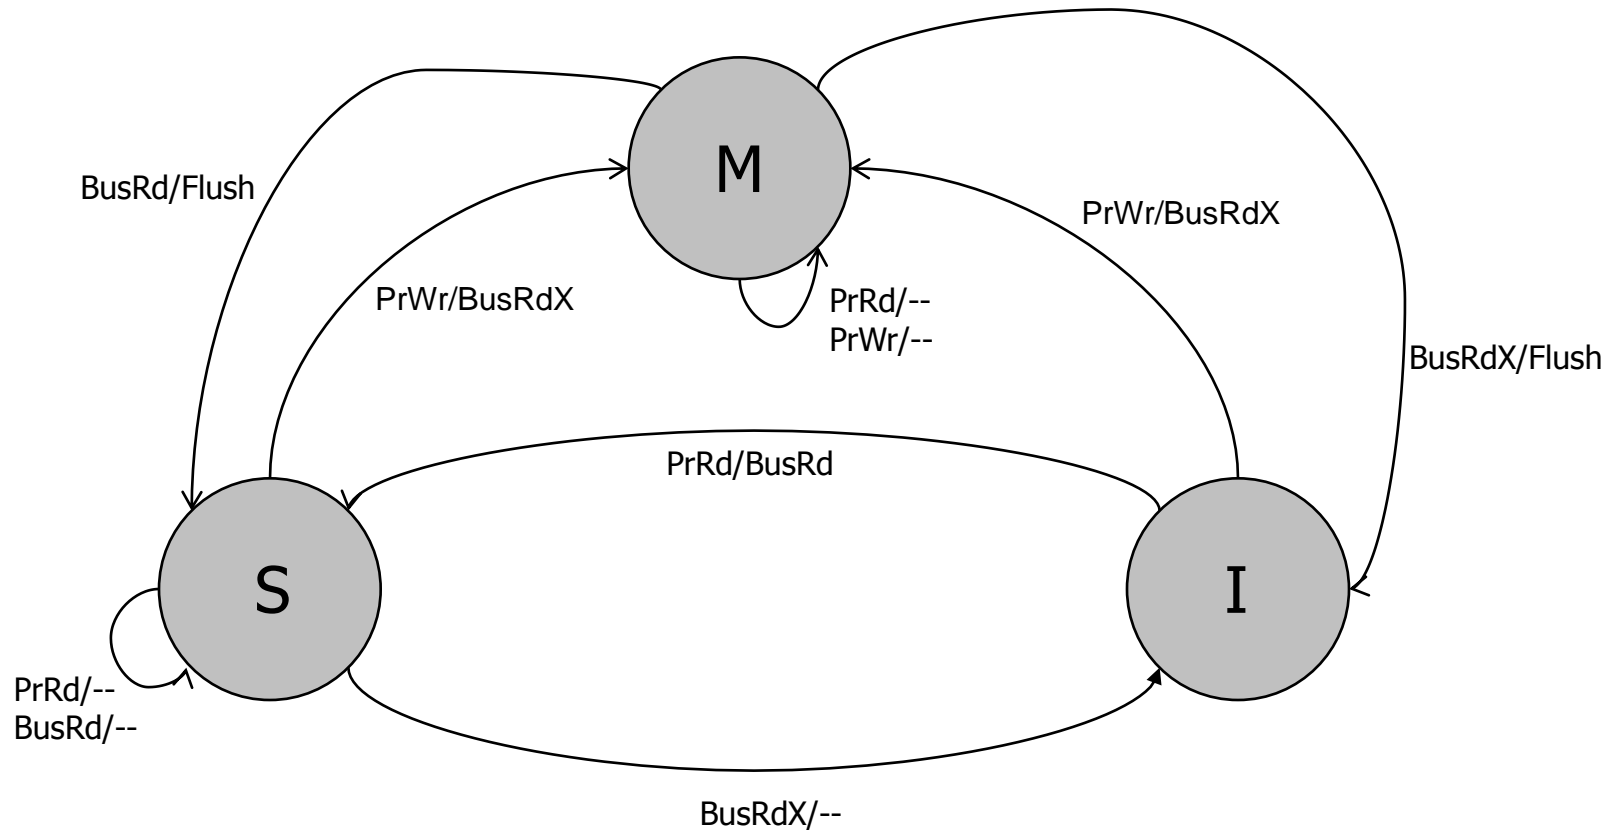 M
BusRd/Flush
PrWr/BusRdX
PrWr/BusRdX
PrRd/--
PrWr/--
BusRdX/Flush
PrRd/BusRd
S
I
PrRd/--
BusRd/--
BusRdX/--